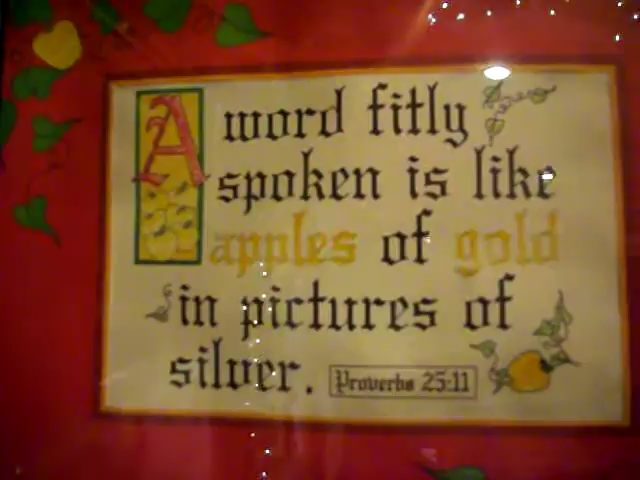 A word fitly
spoken is like
apples of gold
in pictures of
silver. Proverbs 25:11